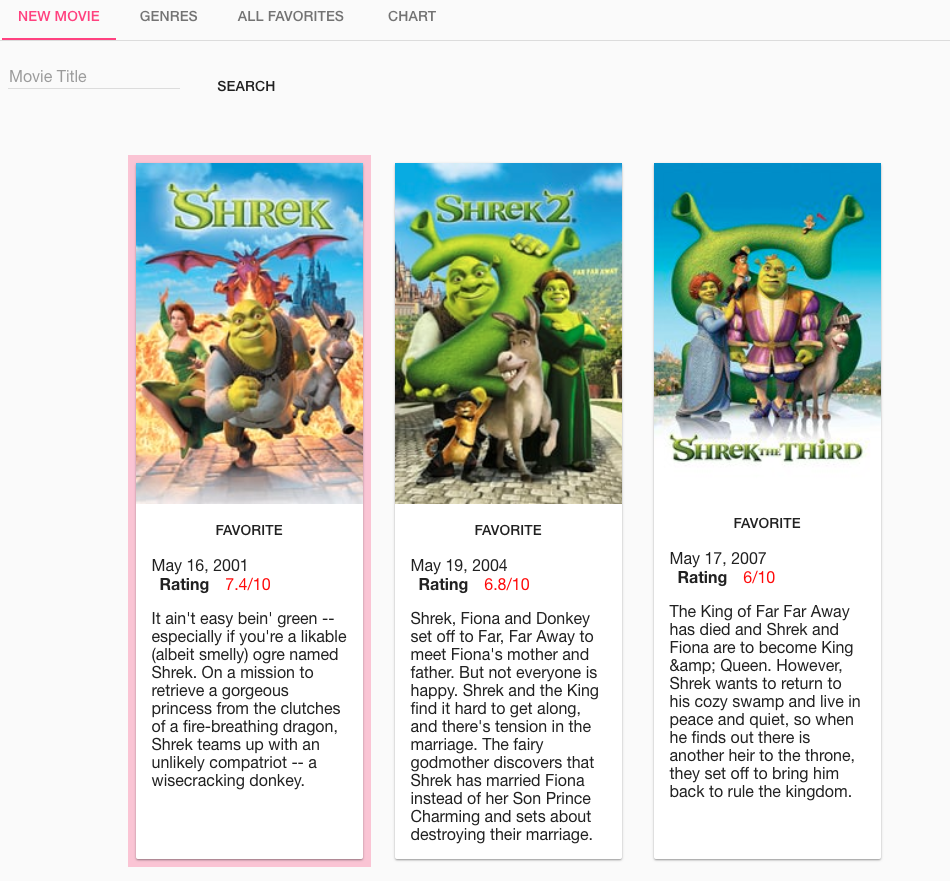 NEW MOVIE
GENRES
ALL FAVORITES
CHART
Movie Title
SEARCH
SHREK
FAVORITE
May 16, 2001
Rating 7.4/10
It ain't easy bein' green --
especially if you're a likable
(albeit smelly) ogre named
Shrek. On a mission to
retrieve a gorgeous
princess from the clutches
of a fire-breathing dragon,
Shrek teams up with an
unlikely compatriot -- a
wisecracking donkey.
SHREK 2
FAR FAR AWAY
FAVORITE
May 19, 2004
Rating 6.8/10
Shrek, Fiona and Donkey
set off to Far, Far Away to
meet Fiona's mother and
father. But not everyone is
happy. Shrek and the King
find it hard to get along,
and there's tension in the
marriage. The fairy
godmother discovers that
Shrek has married Fiona
instead of her Son Prince
Charming and sets about
destroying their marriage.
SHREK THE THIRD
FAVORITE
May 17, 2007
Rating 6/10
The King of Far Far Away
has died and Shrek and
Fiona are to become King
&amp; Queen. However,
Shrek wants to return to
his cozy swamp and live in
peace and quiet, so when
he finds out there is
another heir to the throne,
they set off to bring him
back to rule the kingdom.